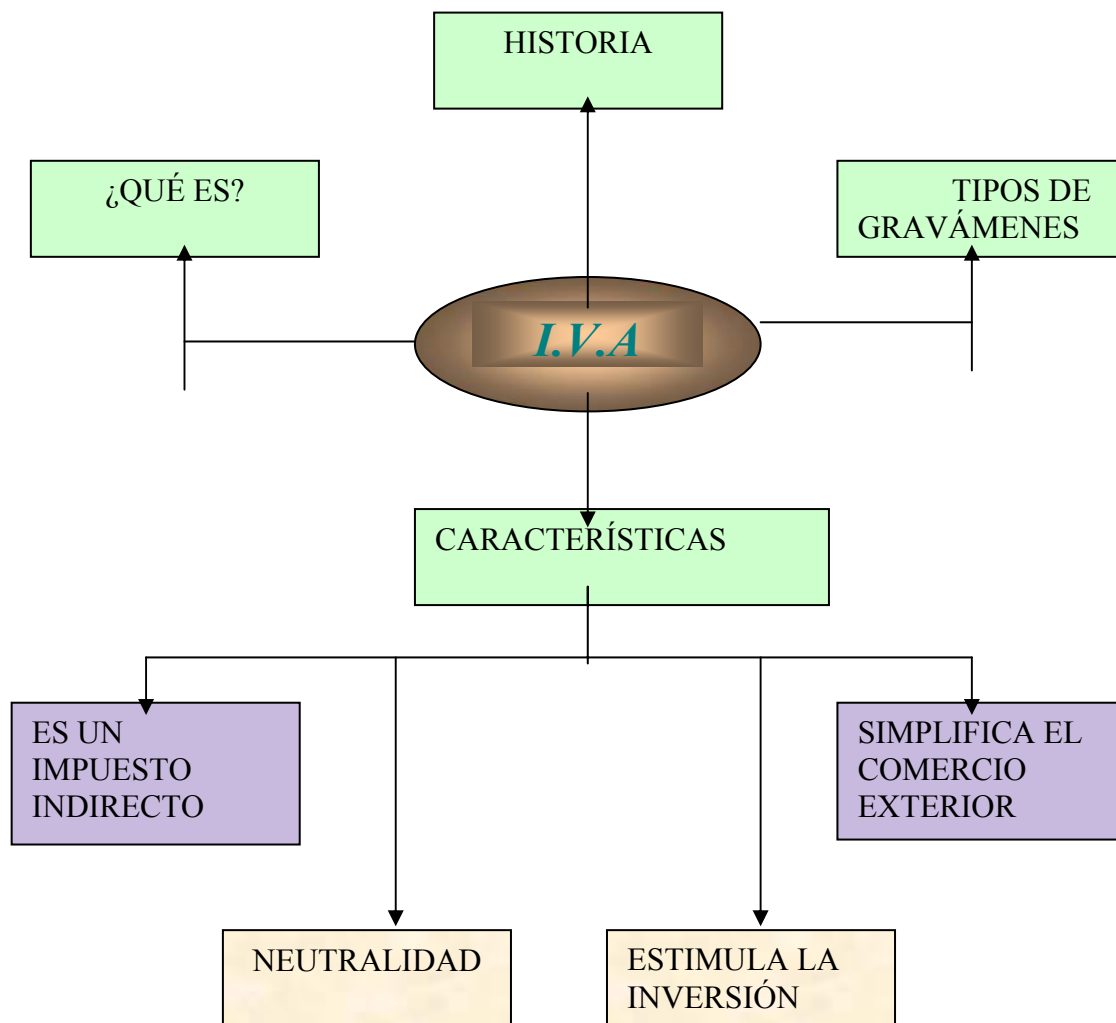 HISTORIA
¿QUÉ ES?
TIPOS DE
GRAVÁMENES
I.V.A
CARACTERÍSTICAS
ES UN
IMPUESTO
INDIRECTO
SIMPLIFICA EL
COMERCIO
EXTERIOR
NEUTRALIDAD
ESTIMULA LA
INVERSIÓN